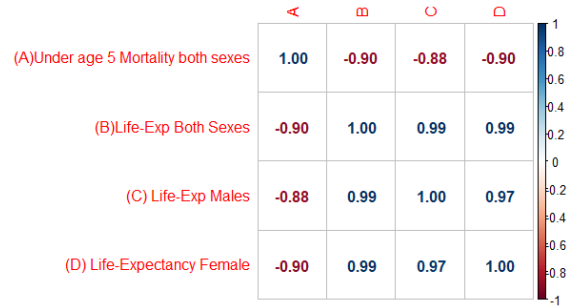 A B C D
(A)Under age 5 Mortality both sexes 1.00 -0.90 -0.88 -0.90
(B)Life-Exp Both Sexes -0.90 1.00 0.99 0.99
(C) Life-Exp Males -0.88 0.99 1.00 0.97
(D) Life-Expectancy Female -0.90 0.99 0.97 1.00
1
0.8
0.6
0.4
0.2
0
-0.2
-0.4
-0.6
-0.8
-1